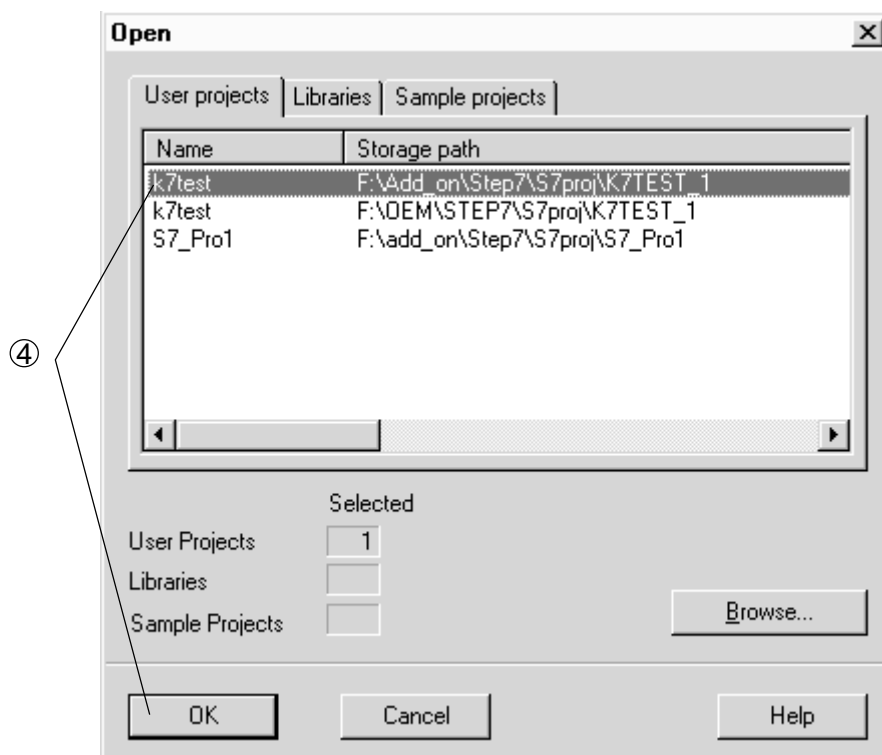 Open
User projects Libraries Sample projects
Name Storage path
k7test F:\Add_on\Step7\S7proj\K7TEST_1
k7test F:\OEM\STEP7\S7proj\K7TEST_1
S7_Pro1 F:\add_on\Step7\S7proj\S7_Pro1
④
Selected
User Projects 1
Libraries
Sample Projects
Browse...
OK Cancel Help